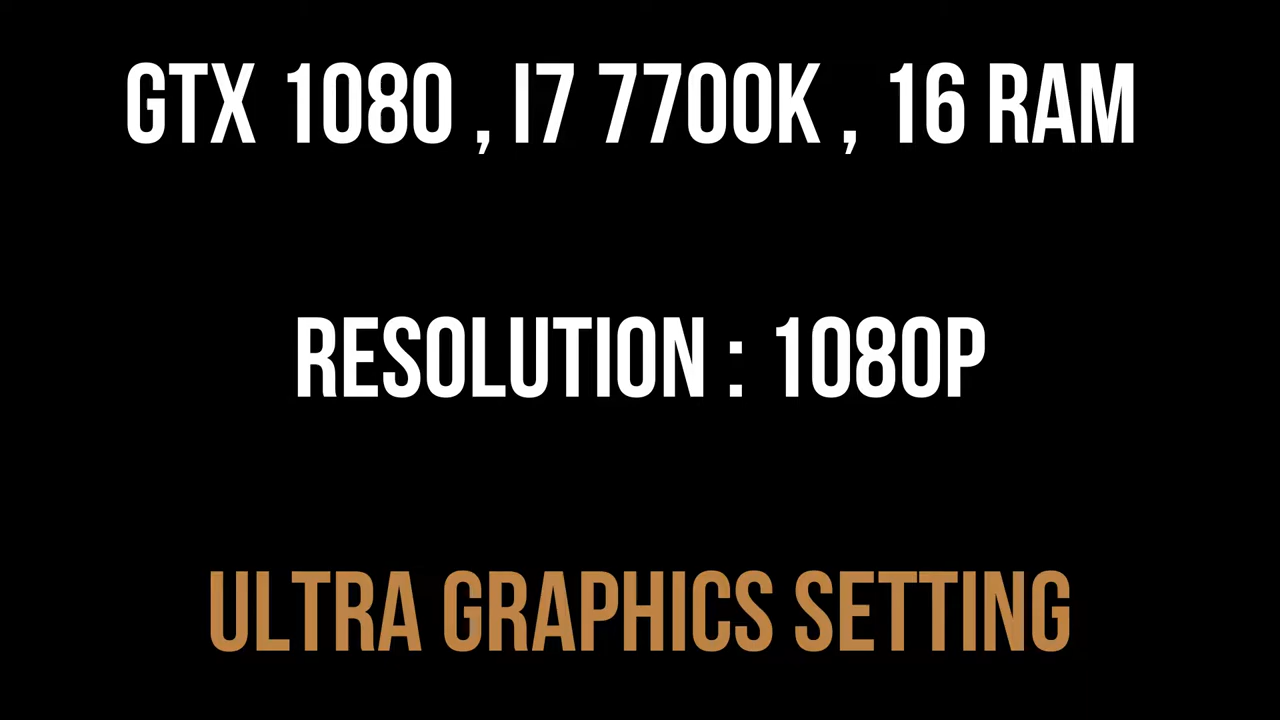 GTX 1080 , I7 7700K , 16 RAM
RESOLUTION : 1080P
ULTRA GRAPHICS SETTING